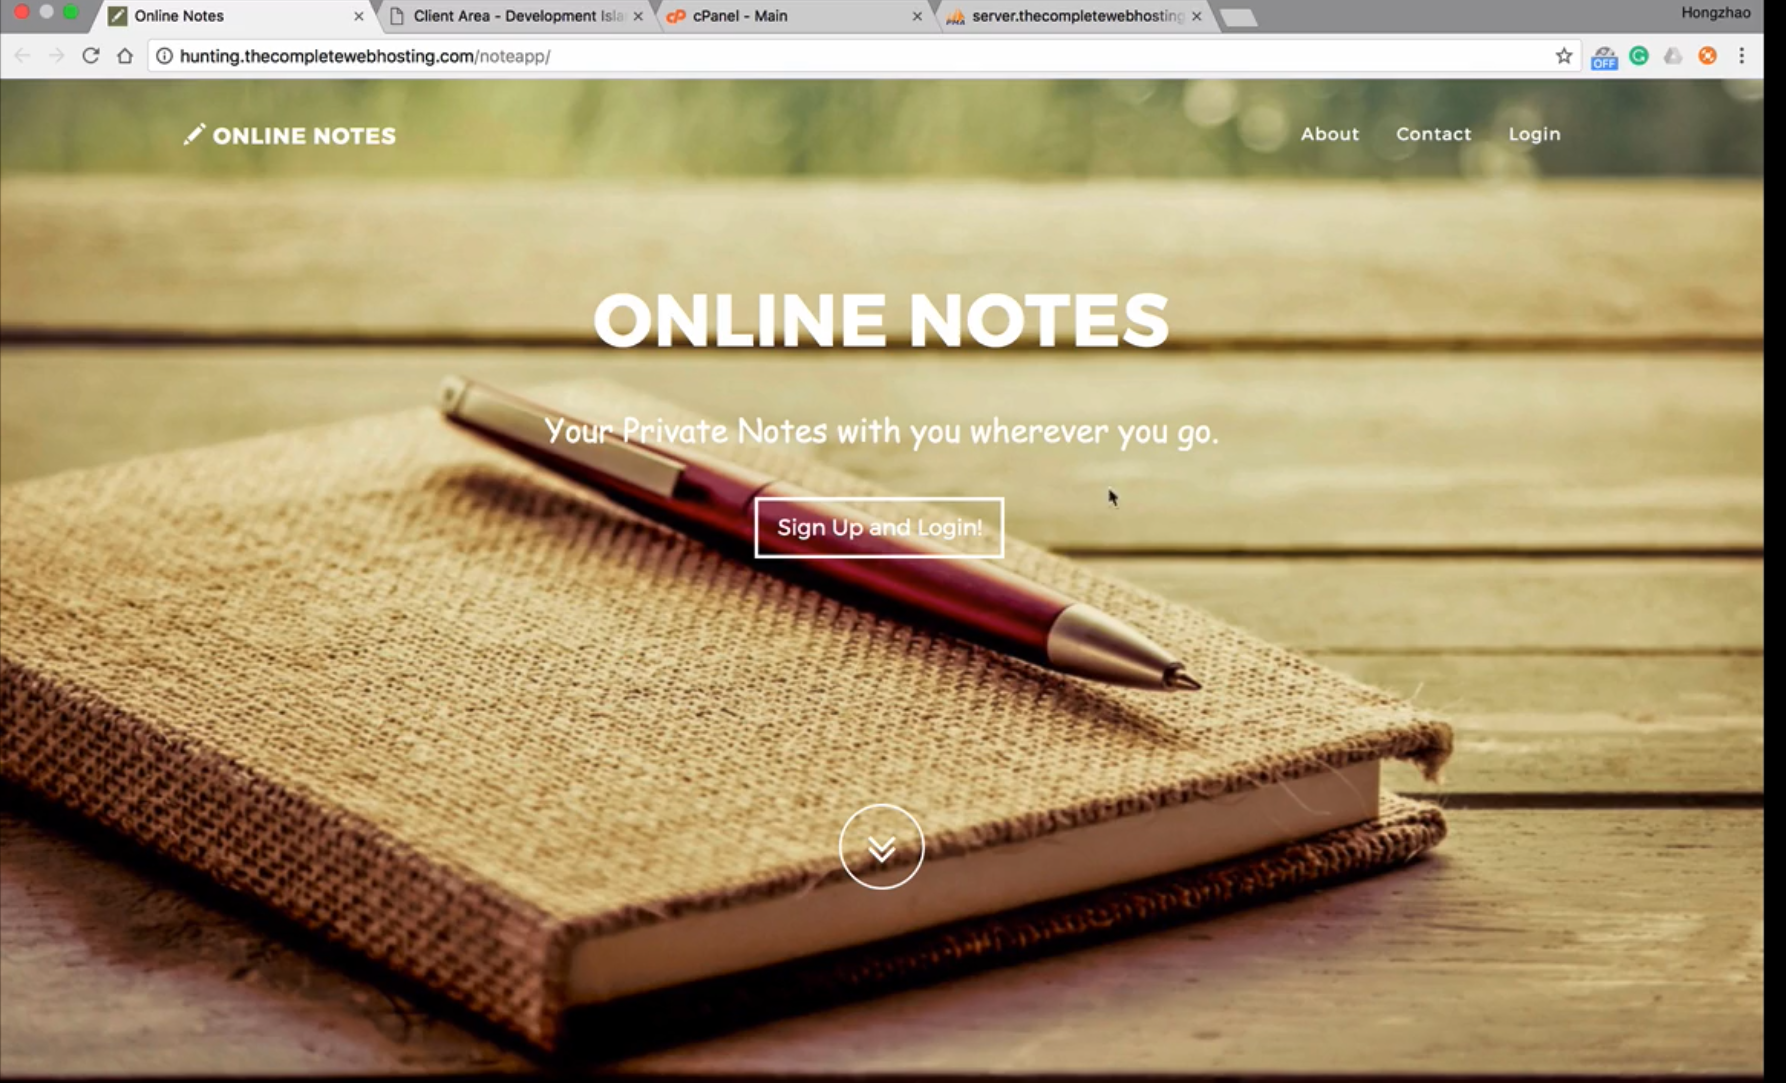 Online Notes
Client Area - Development Isla
cPanel - Main
server.thecompletewebhosting
Hongzhao
hunting.thecompletewebhosting.com/noteapp/
OFF
ONLINE NOTES
About
Contact
Login
ONLINE NOTES
Your Private Notes with you wherever you go.
Sign Up and Login!